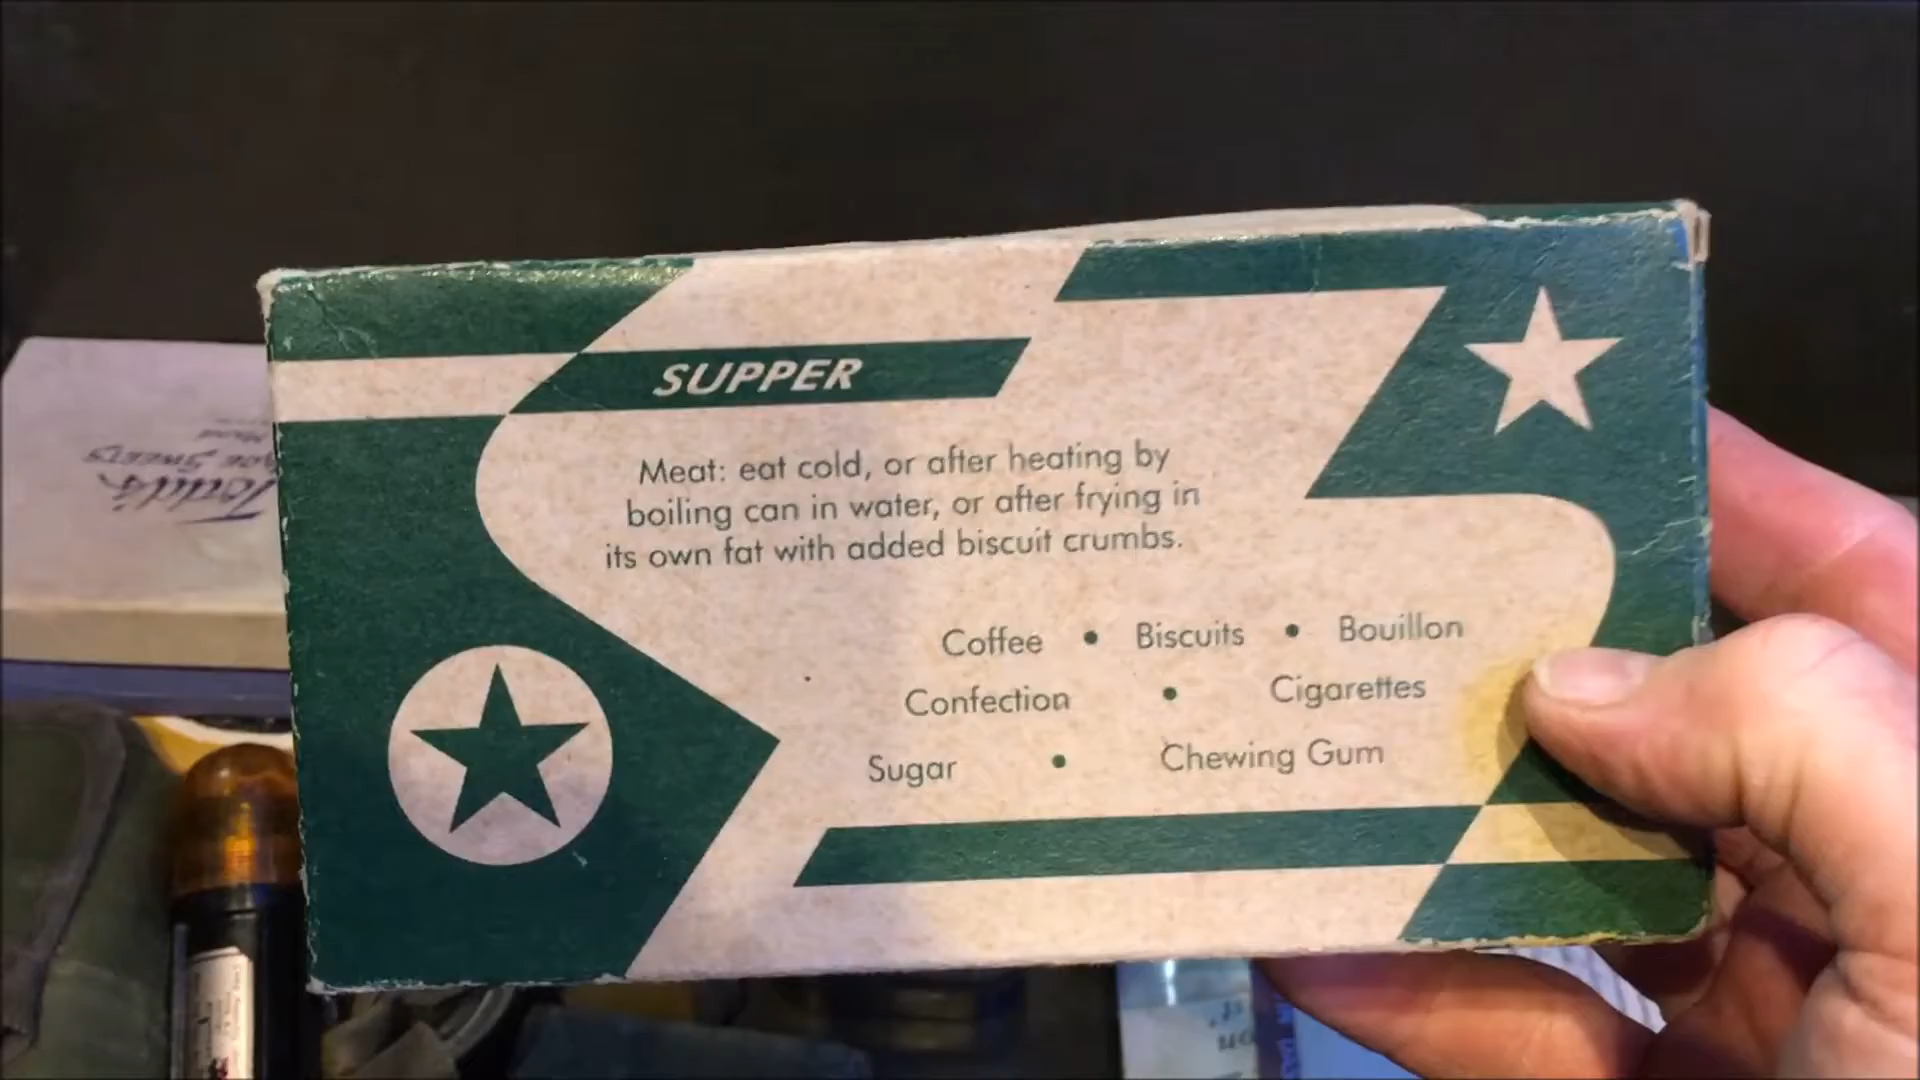 SUPPER
Meat: eat cold, or after heating by
boiling can in water, or after frying in
its own fat with added biscuit crumbs.
Coffee • Biscuits • Bouillon
Confection • Cigarettes
Sugar • Chewing Gum